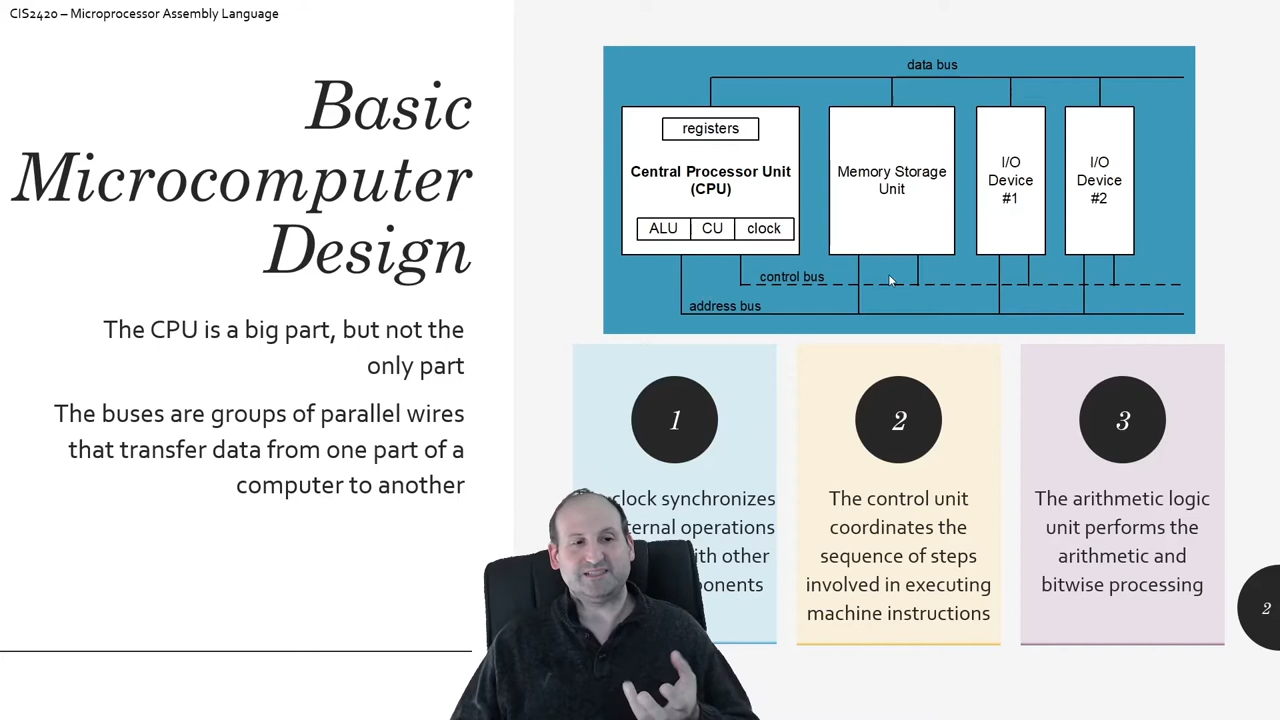 CIS2420 – Microprocessor Assembly Language
Basic
Microcomputer
Design
The CPU is a big part, but not the
only part
The buses are groups of parallel wires
that transfer data from one part of a
computer to another
data bus
registers
Central Processor Unit
(CPU)
ALU CU clock
Memory Storage
Unit
I/O
Device
#1
I/O
Device
#2
control bus
address bus
1
clock synchronizes
operations
with other
2
The control unit
coordinates the
sequence of steps
involved in executing
machine instructions
3
The arithmetic logic
unit performs the
arithmetic and
bitwise processing
2